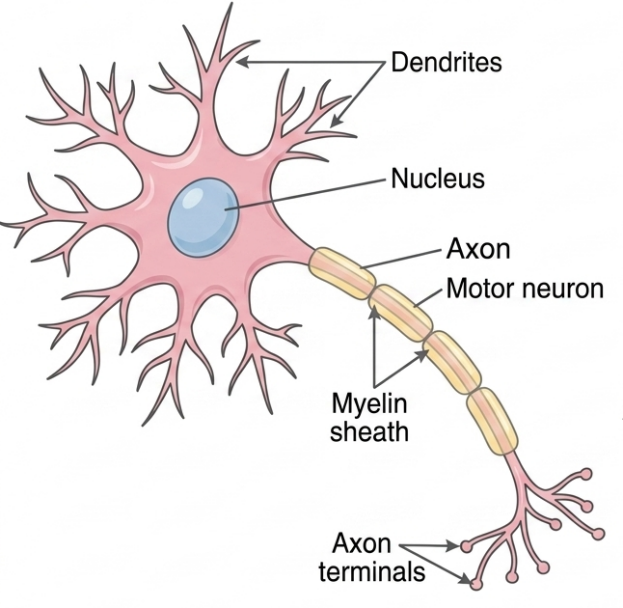 Dendrites
Nucleus
Axon
Motor neuron
Myelin
sheath
Axon
terminals